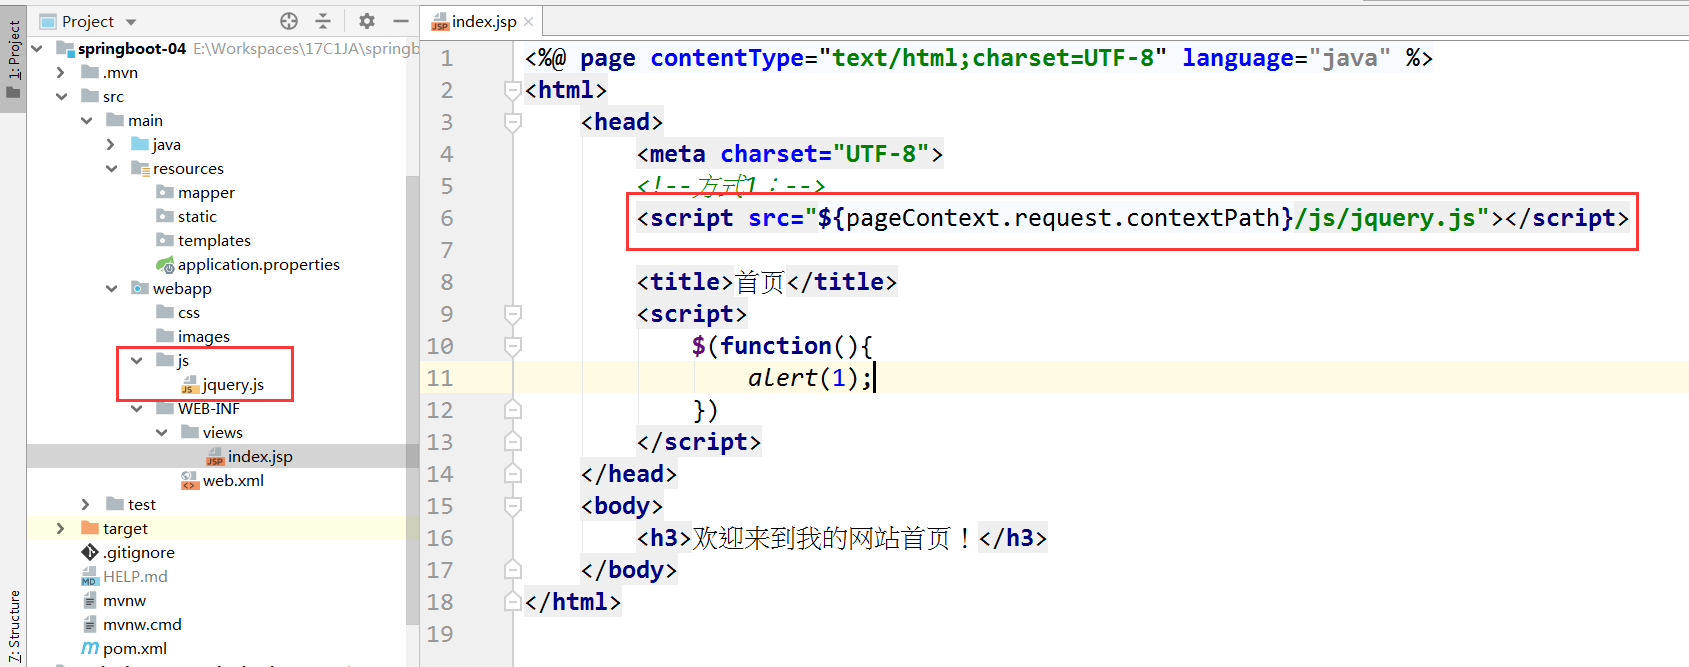 1: Project
Project
springboot-04 E:\Workspaces\17C1JA\springb
.mvn
src
main
java
resources
mapper
static
templates
application.properties
webapp
css
images
js
jquery.js
WEB-INF
views
index.jsp
web.xml
test
target
.gitignore
HELP.md
mvnw
mvnw.cmd
pom.xml
7: Structure
index.jsp
1 <%@ page contentType="text/html;charset=UTF-8" language="java" %>
2 <html>
3 <head>
4 <meta charset="UTF-8">
5 <!--方式1：-->
6 <script src="${pageContext.request.contextPath}/js/jquery.js"></script>
7
8 <title>首页</title>
9 <script>
10 $(function(){
11 alert(1);
12 })
13 </script>
14 </head>
15 <body>
16 <h3>欢迎来到我的网站首页！</h3>
17 </body>
18 </html>
19